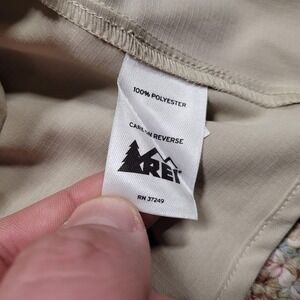 100% POLYESTER
CARE ON REVERSE
REI
RN 37249